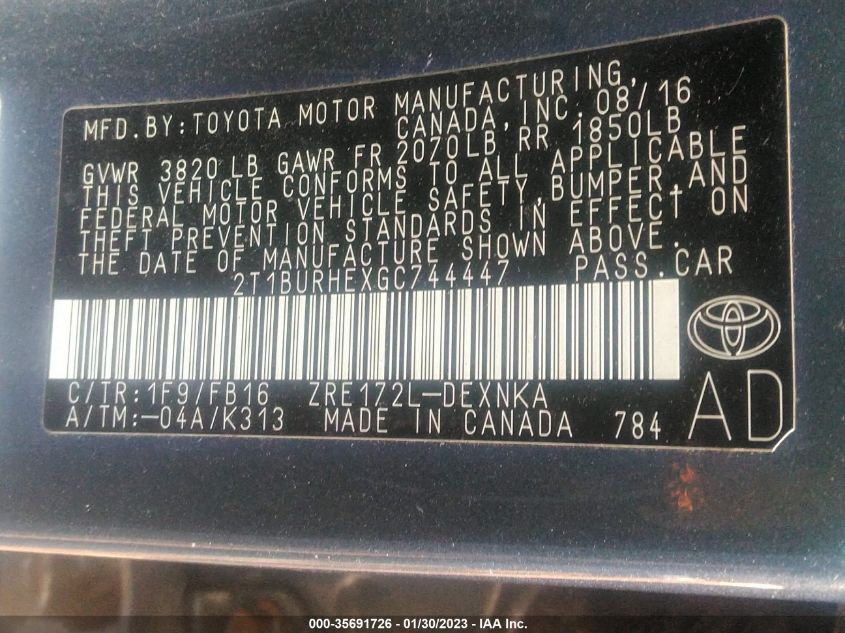 MFD.BY:TOYOTA MOTOR MANUFACTURING,
CANADA, INC. 08/16
GVWR 3820 LB GAWR FR 2070LB RR 1850LB
THIS VEHICLE CONFORMS TO ALL APPLICABLE
FEDERAL MOTOR VEHICLE SAFETY, BUMPER, AND
THEFT PREVENTION STANDARDS IN EFFECT ON
THE DATE OF MANUFACTURE SHOWN ABOVE.
2T1BURHEXGC744447 PASS.CAR
C/TR:1F9/FB16 ZRE172L-DEXNKA
A/TM:-04A/K313 MADE IN CANADA 784
AD
000-35691726 - 01/30/2023 - IAA Inc.